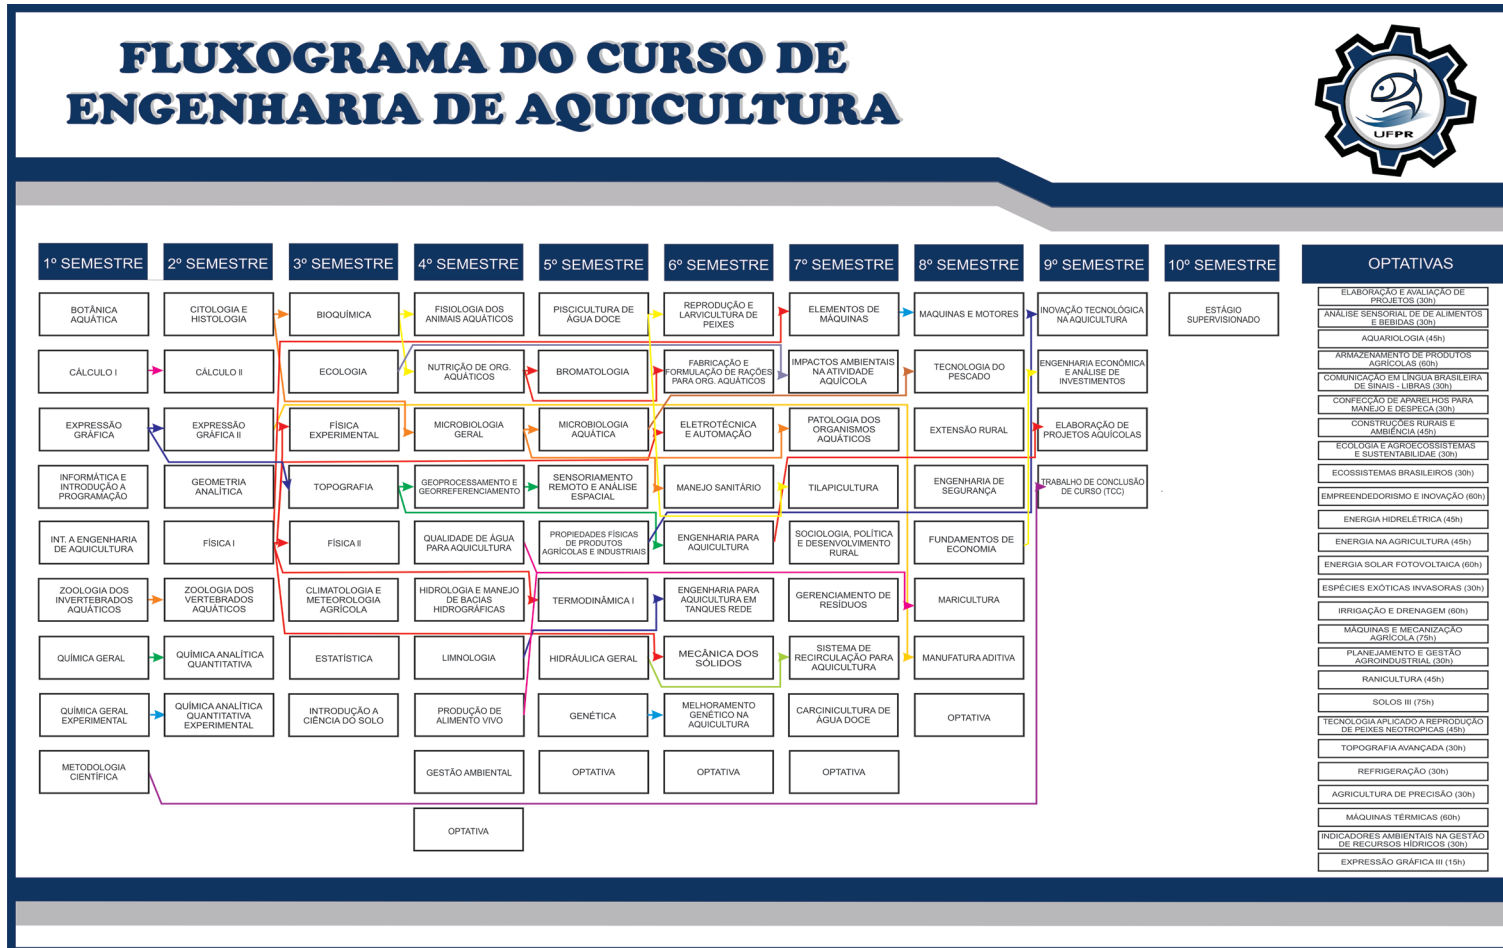 FLUXOGRAMA DO CURSO DE
ENGENHARIA DE AQUICULTURA
UFPR
1º SEMESTRE
BOTÂNICA
AQUÁTICA
CÁLCULO I
EXPRESSÃO
GRÁFICA
INFORMÁTICA E
INTRODUÇÃO A
PROGRAMAÇÃO
INT. A ENGENHARIA
DE AQUICULTURA
ZOOLOGIA DOS
INVERTEBRADOS
AQUÁTICOS
QUÍMICA GERAL
QUÍMICA GERAL
EXPERIMENTAL
METODOLOGIA
CIENTÍFICA
2º SEMESTRE
CITOLOGIA E
HISTOLOGIA
CÁLCULO II
EXPRESSÃO
GRÁFICA II
GEOMETRIA
ANALÍTICA
FÍSICA I
ZOOLOGIA DOS
VERTEBRADOS
AQUÁTICOS
QUÍMICA ANALÍTICA
QUANTITATIVA
QUÍMICA ANALÍTICA
QUANTITATIVA
EXPERIMENTAL
3º SEMESTRE
BIOQUÍMICA
ECOLOGIA
FÍSICA
EXPERIMENTAL
TOPOGRAFIA
FÍSICA II
CLIMATOLOGIA E
METEOROLOGIA
AGRÍCOLA
ESTATÍSTICA
INTRODUÇÃO A
CIÊNCIA DO SOLO
4º SEMESTRE
FISIOLOGIA DOS
ANIMAIS AQUÁTICOS
NUTRIÇÃO DE ORG.
AQUÁTICOS
MICROBIOLOGIA
GERAL
GEOPROCESSAMENTO E
GEORREFERENCIAMENTO
QUALIDADE DE ÁGUA
PARA AQUICULTURA
HIDROLOGIA E MANEJO
DE BACIAS
HIDROGRÁFICAS
LIMNOLOGIA
PRODUÇÃO DE
ALIMENTO VIVO
GESTÃO AMBIENTAL
OPTATIVA
5º SEMESTRE
PISCICULTURA DE
ÁGUA DOCE
BROMATOLOGIA
MICROBIOLOGIA
AQUÁTICA
SENSORIAMENTO
REMOTO E ANÁLISE
ESPACIAL
PROPIEDADES FÍSICAS
DE PRODUTOS
AGRÍCOLAS E INDUSTRIAIS
TERMODINÂMICA I
HIDRÁULICA GERAL
GENÉTICA
OPTATIVA
6º SEMESTRE
REPRODUÇÃO E
LARVICULTURA DE
PEIXES
FABRICAÇÃO E
FORMULAÇÃO DE RAÇÕES
PARA ORG. AQUÁTICOS
ELETROTÉCNICA
E AUTOMAÇÃO
MANEJO SANITÁRIO
ENGENHARIA PARA
AQUICULTURA
ENGENHARIA PARA
AQUICULTURA EM
TANQUES REDE
MECÂNICA DOS
SÓLIDOS
MELHORAMENTO
GENÉTICO NA
AQUICULTURA
OPTATIVA
7º SEMESTRE
ELEMENTOS DE
MÁQUINAS
IMPACTOS AMBIENTAIS
NA ATIVIDADE
AQUÍCOLA
PATOLOGIA DOS
ORGANISMOS
AQUÁTICOS
TILAPICULTURA
SOCIOLOGIA, POLÍTICA
E DESENVOLVIMENTO
RURAL
GERENCIAMENTO DE
RESÍDUOS
SISTEMA DE
RECIRCULAÇÃO PARA
AQUICULTURA
CARCINICULTURA DE
ÁGUA DOCE
OPTATIVA
8º SEMESTRE
MAQUINAS E MOTORES
TECNOLOGIA DO
PESCADO
EXTENSÃO RURAL
ENGENHARIA DE
SEGURANÇA
FUNDAMENTOS DE
ECONOMIA
MARICULTURA
MANUFATURA ADITIVA
OPTATIVA
9º SEMESTRE
INOVAÇÃO TECNOLÓGICA
NA AQUICULTURA
ENGENHARIA ECONÔMICA
E ANÁLISE DE
INVESTIMENTOS
ELABORAÇÃO DE
PROJETOS AQUÍCOLAS
TRABALHO DE CONCLUSÃO
DE CURSO (TCC)
10º SEMESTRE
ESTÁGIO
SUPERVISIONADO
OPTATIVAS
ELABORAÇÃO E AVALIAÇÃO DE
PROJETOS (30h)
ANÁLISE SENSORIAL DE DE ALIMENTOS
E BEBIDAS (30h)
AQUARIOLOGIA (45h)
ARMAZENAMENTO DE PRODUTOS
AGRÍCOLAS (60h)
COMUNICAÇÃO EM LÍNGUA BRASILEIRA
DE SINAIS - LIBRAS (30h)
CONFECÇÃO DE APARELHOS PARA
MANEJO E DESPECA (30h)
CONSTRUÇÕES RURAIS E
AMBIÊNCIA (45h)
ECOLOGIA E AGROECOSSISTEMAS
E SUSTENTABILIDAE (30h)
ECOSSISTEMAS BRASILEIROS (30h)
EMPREENDEDORISMO E INOVAÇÃO (60h)
ENERGIA HIDRELÉTRICA (45h)
ENERGIA NA AGRICULTURA (45h)
ENERGIA SOLAR FOTOVOLTAICA (60h)
ESPÉCIES EXÓTICAS INVASORAS (30h)
IRRIGAÇÃO E DRENAGEM (60h)
MÁQUINAS E MECANIZAÇÃO
AGRÍCOLA (75h)
PLANEJAMENTO E GESTÃO
AGROINDUSTRIAL (30h)
RANICULTURA (45h)
SOLOS III (75h)
TECNOLOGIA APLICADO A REPRODUÇÃO
DE PEIXES NEOTROPICAS (45h)
TOPOGRAFIA AVANÇADA (30h)
REFRIGERAÇÃO (30h)
AGRICULTURA DE PRECISÃO (30h)
MÁQUINAS TÉRMICAS (60h)
INDICADORES AMBIENTAIS NA GESTÃO
DE RECURSOS HÍDRICOS (30h)
EXPRESSÃO GRÁFICA III (15h)